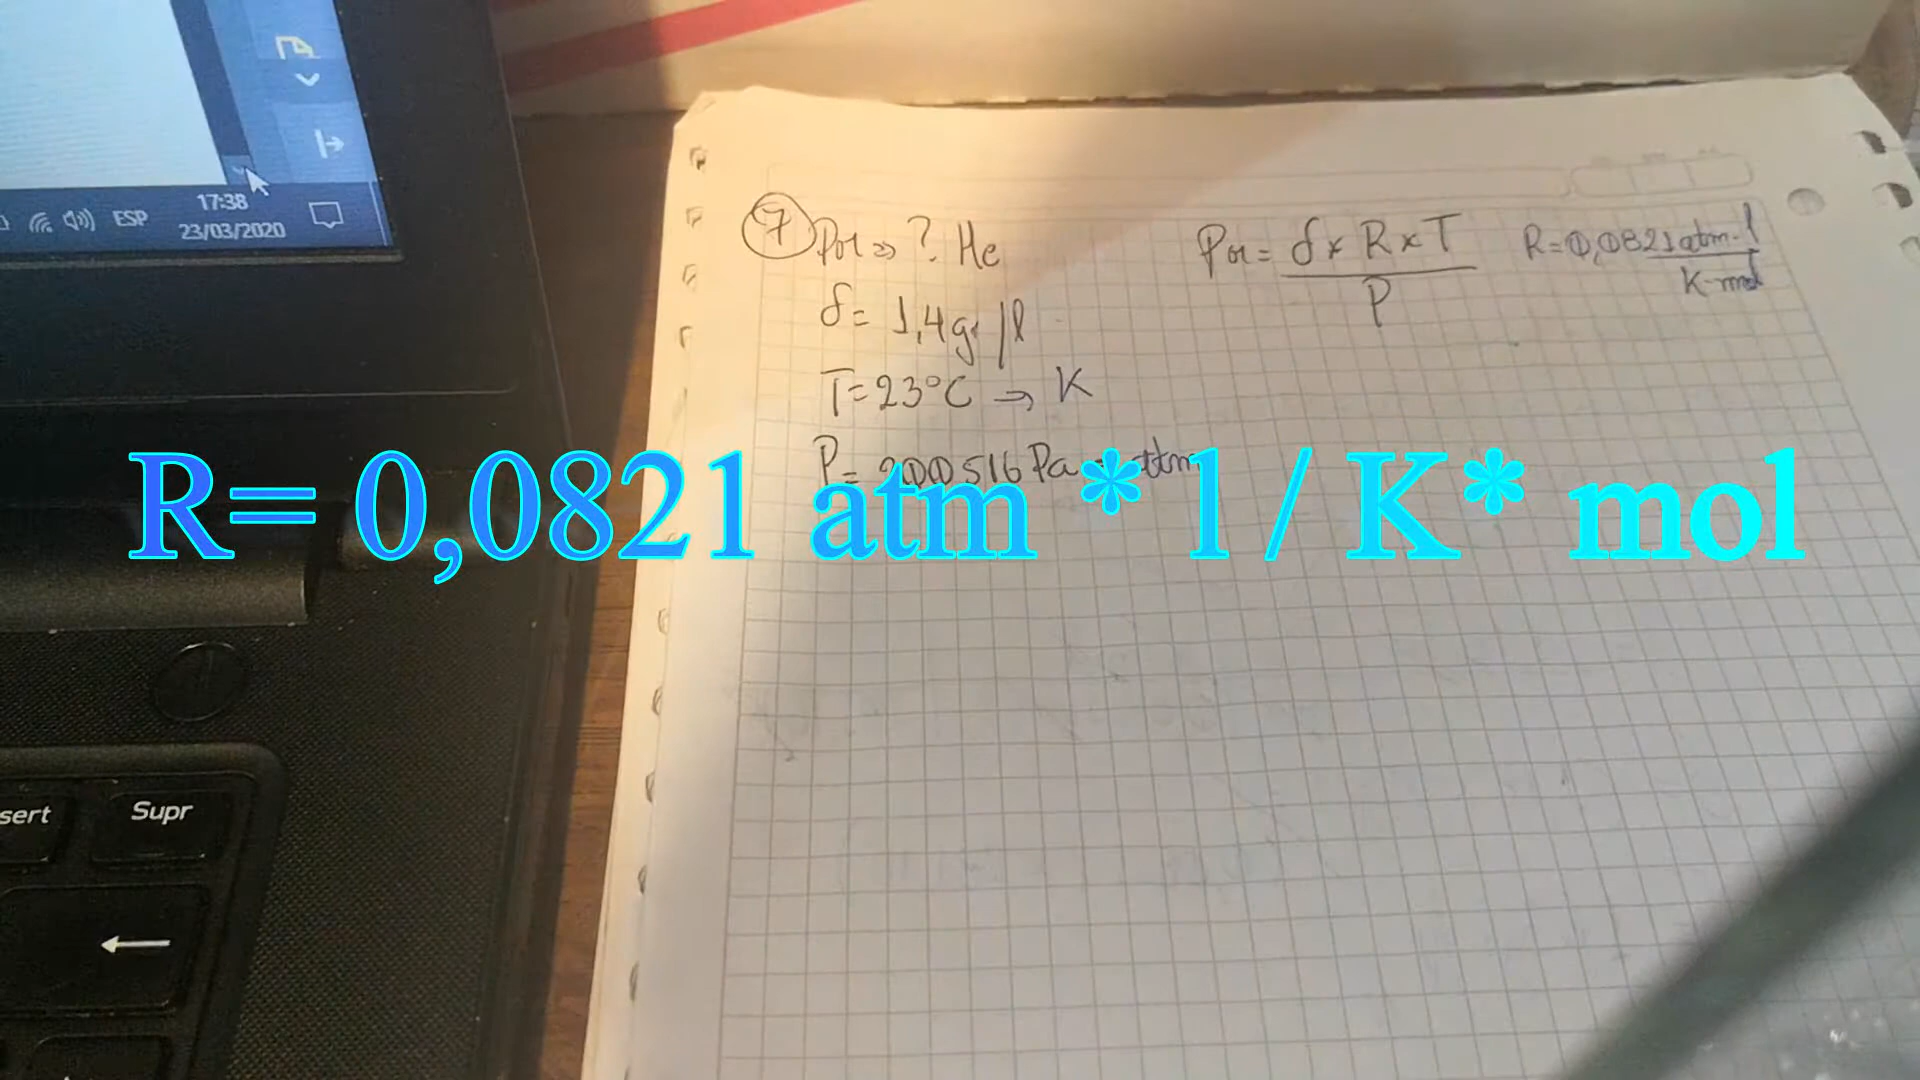 17:38
ESP
23/03/2020
7 Pm => ? He
δ = 1,4 gr /l
T = 23°C => K
P = 200516 Pa
Pm = δ x R x T
P
R = 0,0821 atm . l
K . mol
R= 0,0821 atm * l / K* mol
sert
Supr